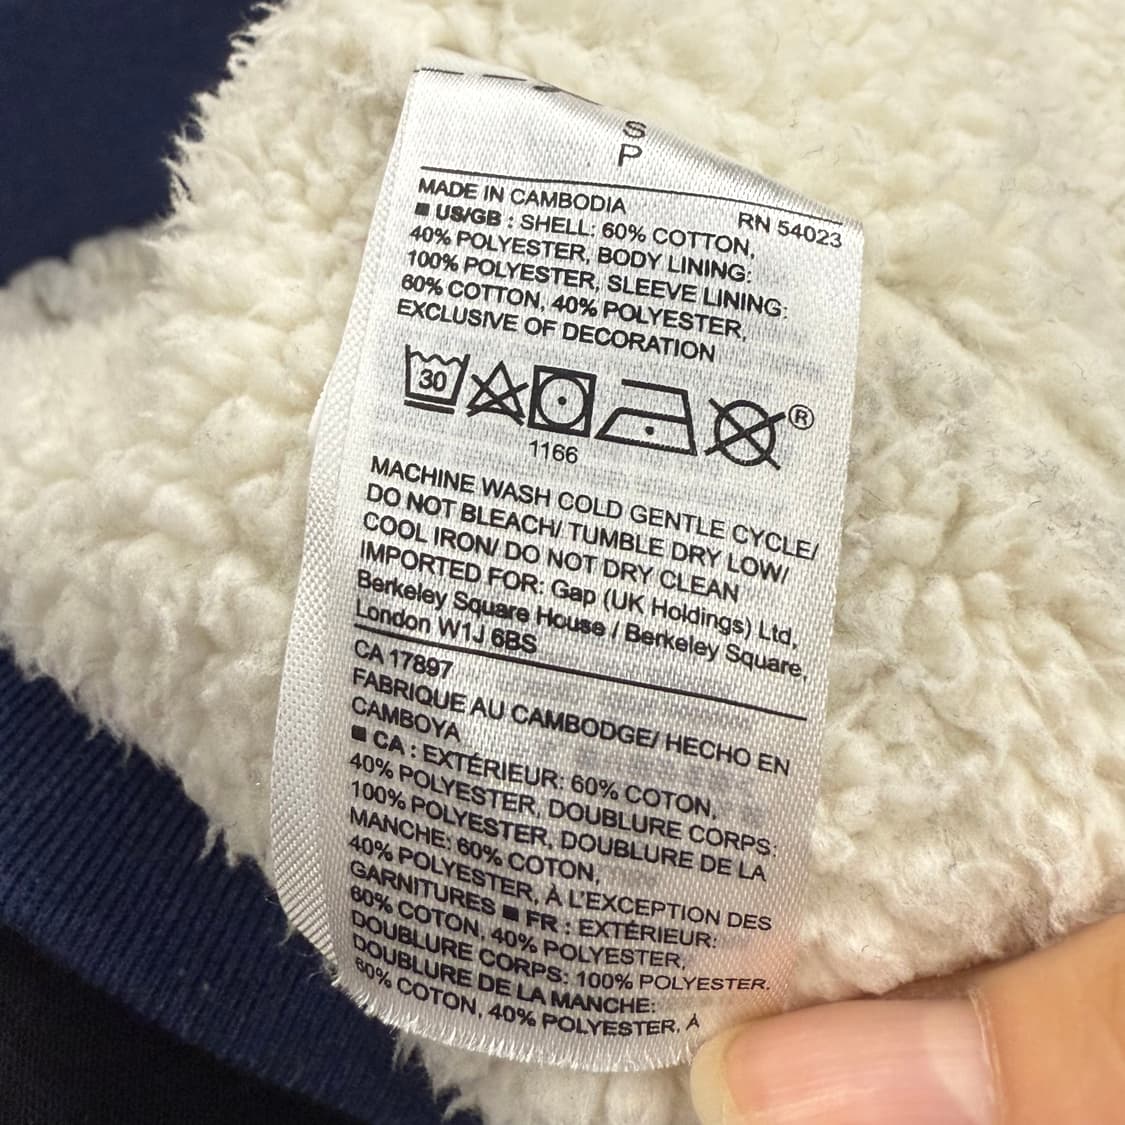 S
P
MADE IN CAMBODIA
RN 54023
■ US/GB : SHELL: 60% COTTON,
40% POLYESTER, BODY LINING:
100% POLYESTER, SLEEVE LINING:
60% COTTON, 40% POLYESTER,
EXCLUSIVE OF DECORATION
30
®
1166
MACHINE WASH COLD GENTLE CYCLE/
DO NOT BLEACH/ TUMBLE DRY LOW/
COOL IRON/ DO NOT DRY CLEAN
IMPORTED FOR: Gap (UK Holdings) Ltd,
Berkeley Square House / Berkeley Square,
London W1J 6BS
CA 17897
FABRIQUE AU CAMBODGE/ HECHO EN
CAMBOYA
■ CA : EXTÉRIEUR: 60% COTON,
40% POLYESTER, DOUBLURE CORPS:
100% POLYESTER, DOUBLURE DE LA
MANCHE: 60% COTON,
40% POLYESTER, À L'EXCEPTION DES
GARNITURES ■ FR : EXTÉRIEUR:
60% COTON, 40% POLYESTER,
DOUBLURE CORPS: 100% POLYESTER.
DOUBLURE DE LA MANCHE:
60% COTON, 40% POLYESTER, À